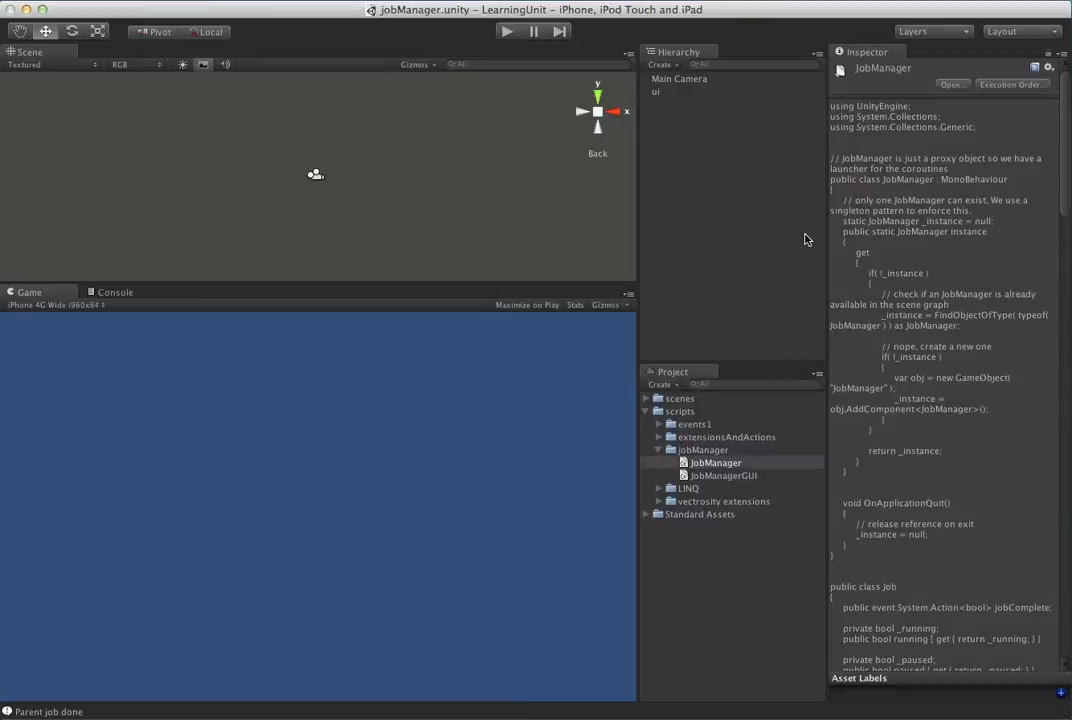 jobManager.unity – LearningUnit – iPhone, iPod Touch and iPad
Pivot
Local
Layers
Layout
Scene
Textured
RGB
Gizmos
All
y
x
Back
Game
Console
Maximize on Play
Stats
Gizmos
Hierarchy
Create
All
Main Camera
ui
Project
Create
All
scenes
scripts
events1
extensionsAndActions
jobManager
JobManager
JobManagerGUI
LINQ
vectrosity extensions
Standard Assets
Inspector
JobManager
Open...
Execution Order...
using UnityEngine;
using System.Collections;
using System.Collections.Generic;
// JobManager is just a proxy object so we have a
launcher for the coroutines
public class JobManager : MonoBehaviour
{
// only one JobManager can exist. We use a
singleton pattern to enforce this.
static JobManager _instance = null;
public static JobManager instance
{
get
{
if( !_instance )
{
// check if an JobManager is already
available in the scene graph
_instance = FindObjectOfType( typeof(
JobManager ) ) as JobManager;
// nope, create a new one
if( !_instance )
{
var obj = new GameObject(
"JobManager" );
_instance =
obj.AddComponent<JobManager>();
}
}
return _instance;
}
}
void OnApplicationQuit()
{
// release reference on exit
_instance = null;
}
}
public class Job
{
public event System.Action<bool> jobComplete;
private bool _running;
public bool running { get { return _running; } }
private bool _paused;
public bool paused { get { return _paused; } }
Asset Labels
Parent job done